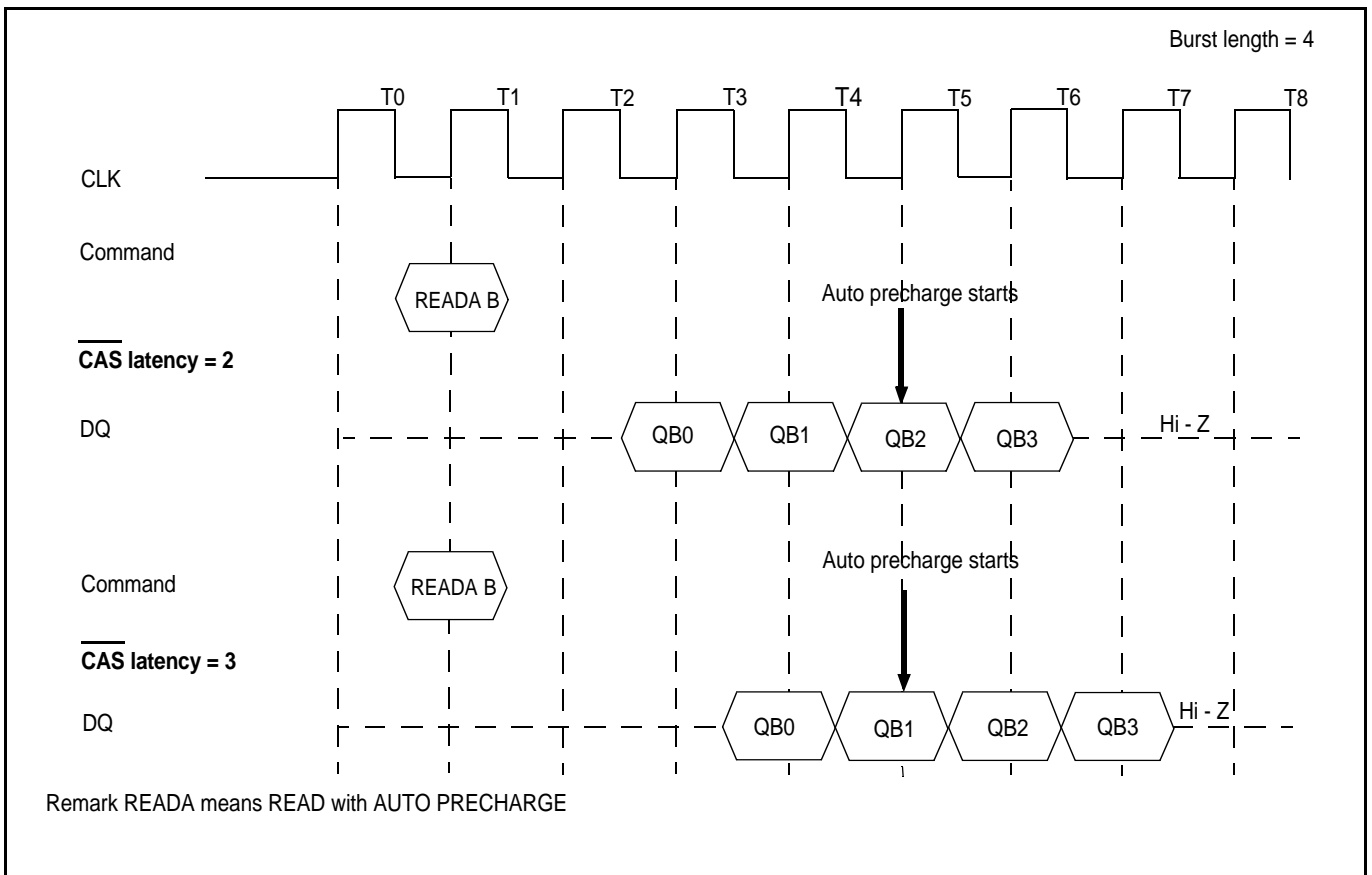 Burst length = 4
T0 T1 T2 T3 T4 T5 T6 T7 T8
CLK
Command
READA B
Auto precharge starts
CAS latency = 2
DQ
QB0 QB1 QB2 QB3 Hi - Z
Auto precharge starts
Command
READA B
CAS latency = 3
DQ
QB0 QB1 QB2 QB3 Hi - Z
Remark READA means READ with AUTO PRECHARGE